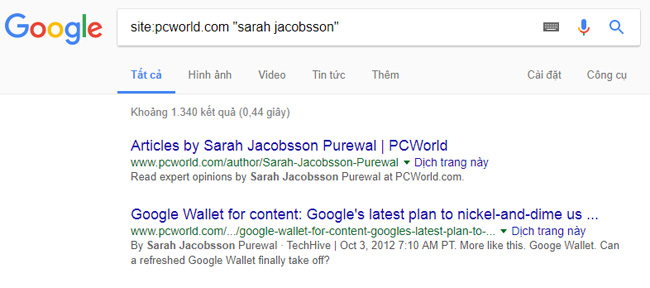 Google
site:pcworld.com "sarah jacobsson"
Tất cả Hình ảnh Video Tin tức Thêm Cài đặt Công cụ
Khoảng 1.340 kết quả (0,44 giây)
Articles by Sarah Jacobsson Purewal | PCWorld
www.pcworld.com/author/Sarah-Jacobsson-Purewal ▼ Dịch trang này
Read expert opinions by Sarah Jacobsson Purewal at PCWorld.com.
Google Wallet for content: Google's latest plan to nickel-and-dime us ...
www.pcworld.com/.../google-wallet-for-content-googles-latest-plan-to-... ▼ Dịch trang này
By Sarah Jacobsson Purewal · TechHive | Oct 3, 2012 7:10 AM PT. More like this. Googe Wallet. Can
a refreshed Google Wallet finally take off?